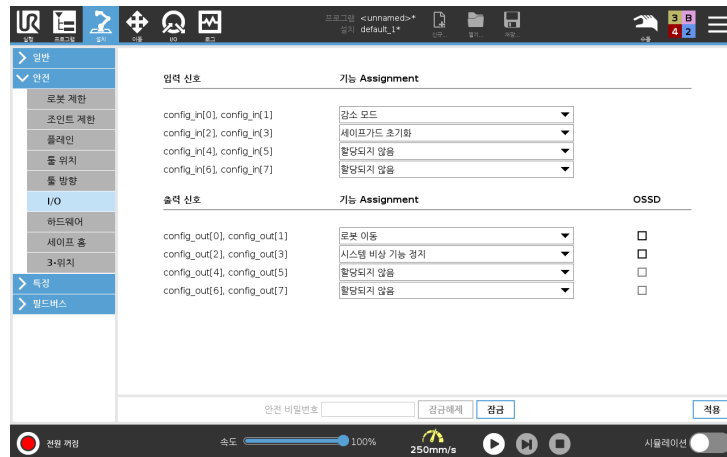 UR
프로그램 <unnamed>*
설치 default_1*
3 B
4 2
실행 프로그램 설치 이동 I/O 로그 신규... 열기... 저장... 수동
일반
안전
로봇 제한
조인트 제한
플레인
툴 위치
툴 방향
I/O
하드웨어
세이프 홈
3-위치
특징
필드버스
입력 신호 기능 Assignment
config_in[0], config_in[1] 감소 모드
config_in[2], config_in[3] 세이프가드 초기화
config_in[4], config_in[5] 할당되지 않음
config_in[6], config_in[7] 할당되지 않음
출력 신호 기능 Assignment OSSD
config_out[0], config_out[1] 로봇 이동
config_out[2], config_out[3] 시스템 비상 기능 정지
config_out[4], config_out[5] 할당되지 않음
config_out[6], config_out[7] 할당되지 않음
안전 비밀번호 잠금해제 잠금 적용
전원 꺼짐 속도 100% 250mm/s 시뮬레이션